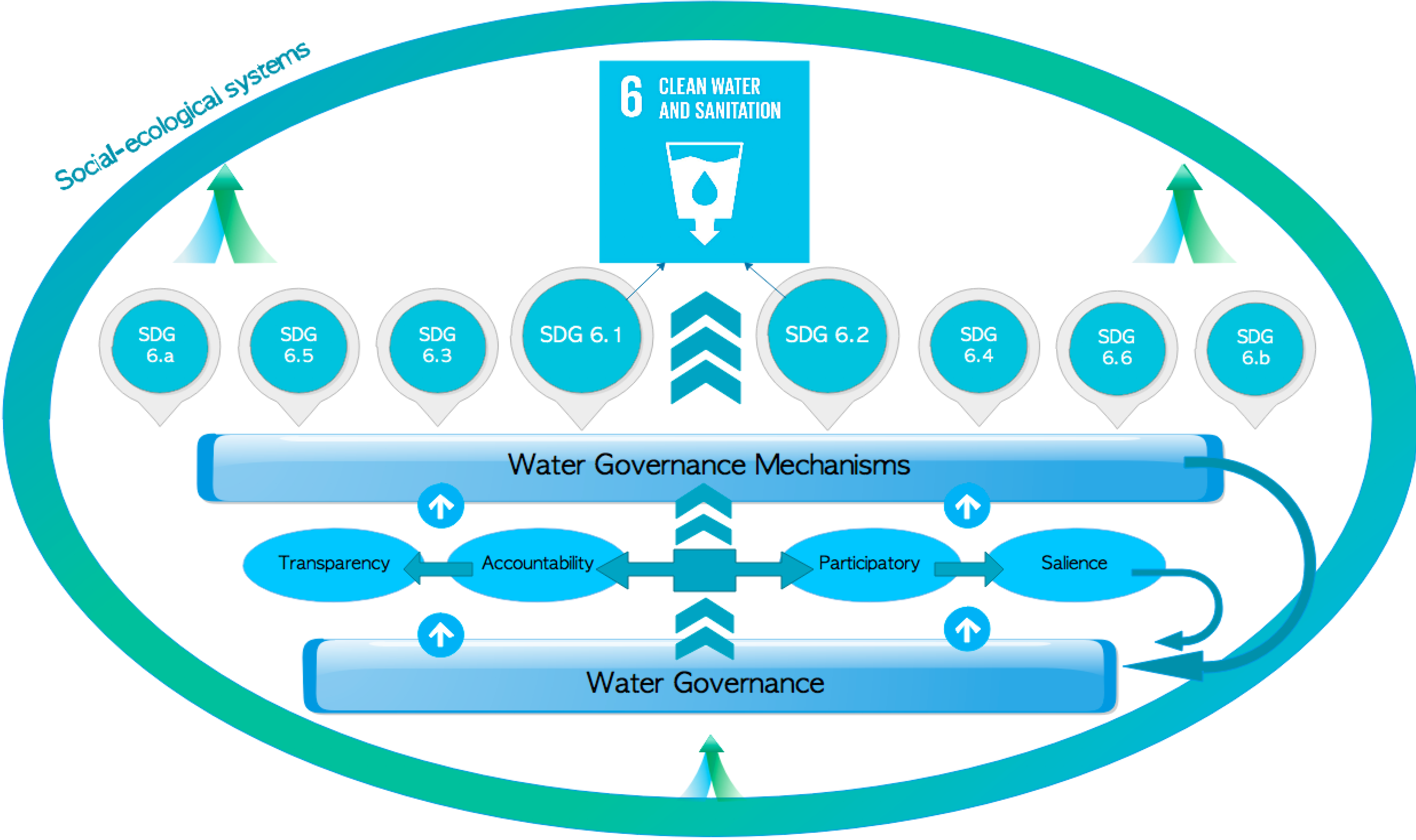 Social-ecological systems
6 CLEAN WATER
AND SANITATION
SDG
6.a
SDG
6.5
SDG
6.3
SDG 6.1
SDG 6.2
SDG
6.4
SDG
6.6
SDG
6.b
Water Governance Mechanisms
Transparency
Accountability
Participatory
Salience
Water Governance